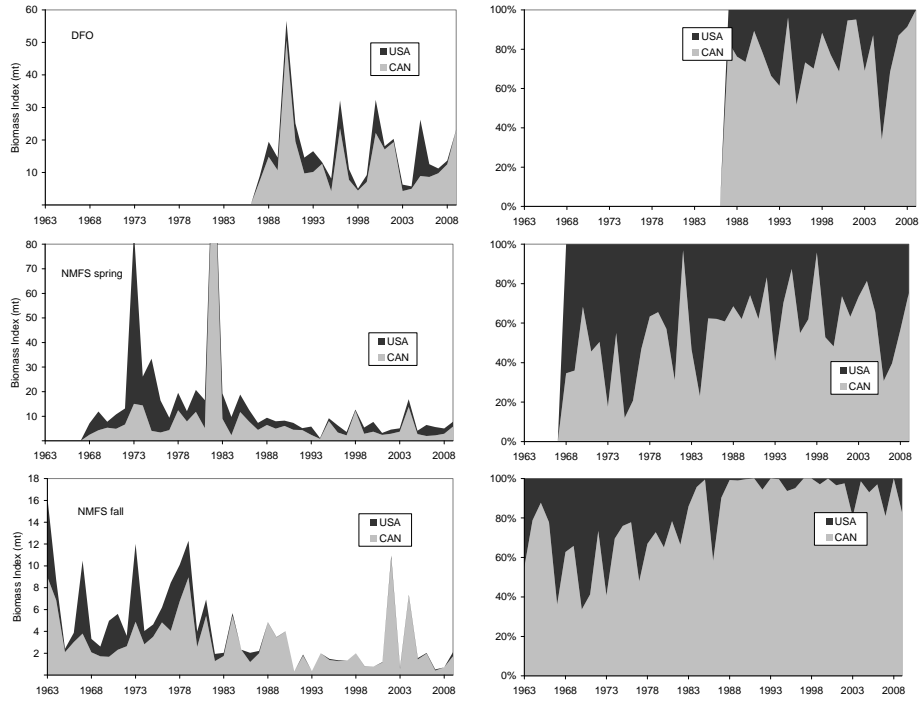 DFO
Biomass Index (mt)
60
50
40
30
20
10
USA
CAN
1963 1968 1973 1978 1983 1988 1993 1998 2003 2008
100%
80%
60%
40%
20%
0%
USA
CAN
1963 1968 1973 1978 1983 1988 1993 1998 2003 2008
NMFS spring
Biomass Index (mt)
80
70
60
50
40
30
20
10
USA
CAN
1963 1968 1973 1978 1983 1988 1993 1998 2003 2008
100%
80%
60%
40%
20%
0%
USA
CAN
1963 1968 1973 1978 1983 1988 1993 1998 2003 2008
NMFS fall
Biomass Index (mt)
18
16
14
12
10
8
6
4
2
USA
CAN
1963 1968 1973 1978 1983 1988 1993 1998 2003 2008
100%
80%
60%
40%
20%
0%
USA
CAN
1963 1968 1973 1978 1983 1988 1993 1998 2003 2008